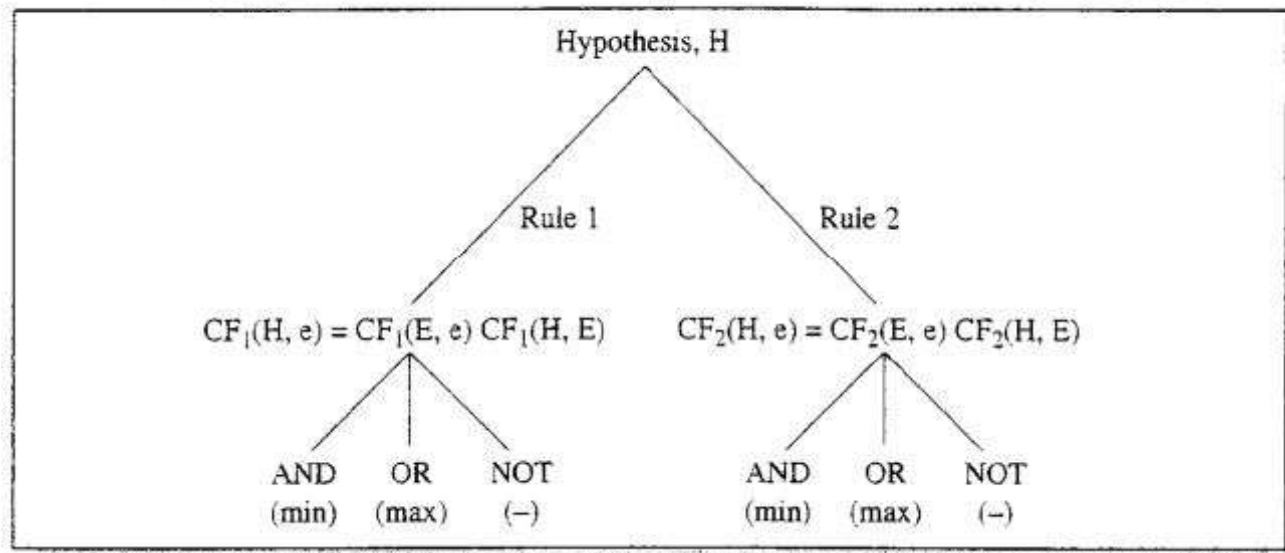 Hypothesis, H
Rule 1 Rule 2
CF₁(H, e) = CF₁(E, e) CF₁(H, E) CF₂(H, e) = CF₂(E, e) CF₂(H, E)
AND OR NOT AND OR NOT
(min) (max) (–) (min) (max) (–)